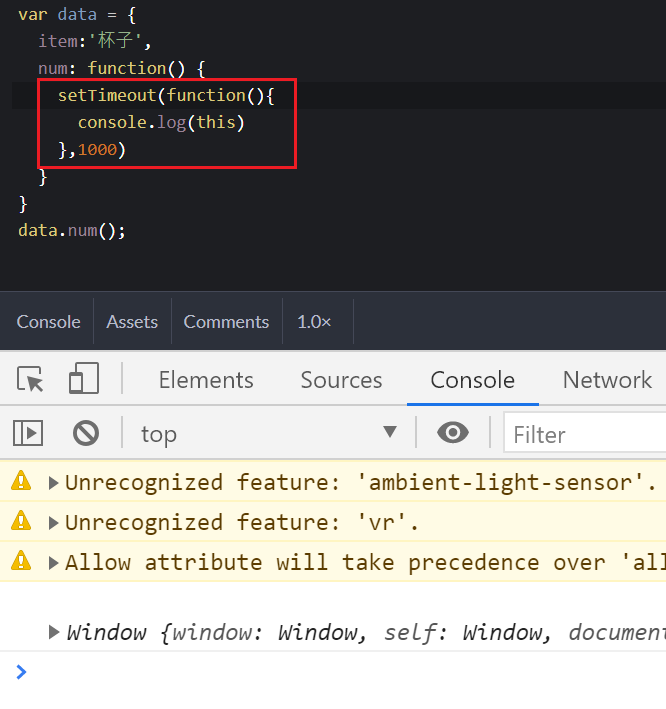 var data = {
item:'杯子',
num: function() {
setTimeout(function(){
console.log(this)
},1000)
}
}
data.num();
Console Assets Comments 1.0×
Elements Sources Console Network
top Filter
Unrecognized feature: 'ambient-light-sensor'.
Unrecognized feature: 'vr'.
Allow attribute will take precedence over 'all
Window {window: Window, self: Window, documen